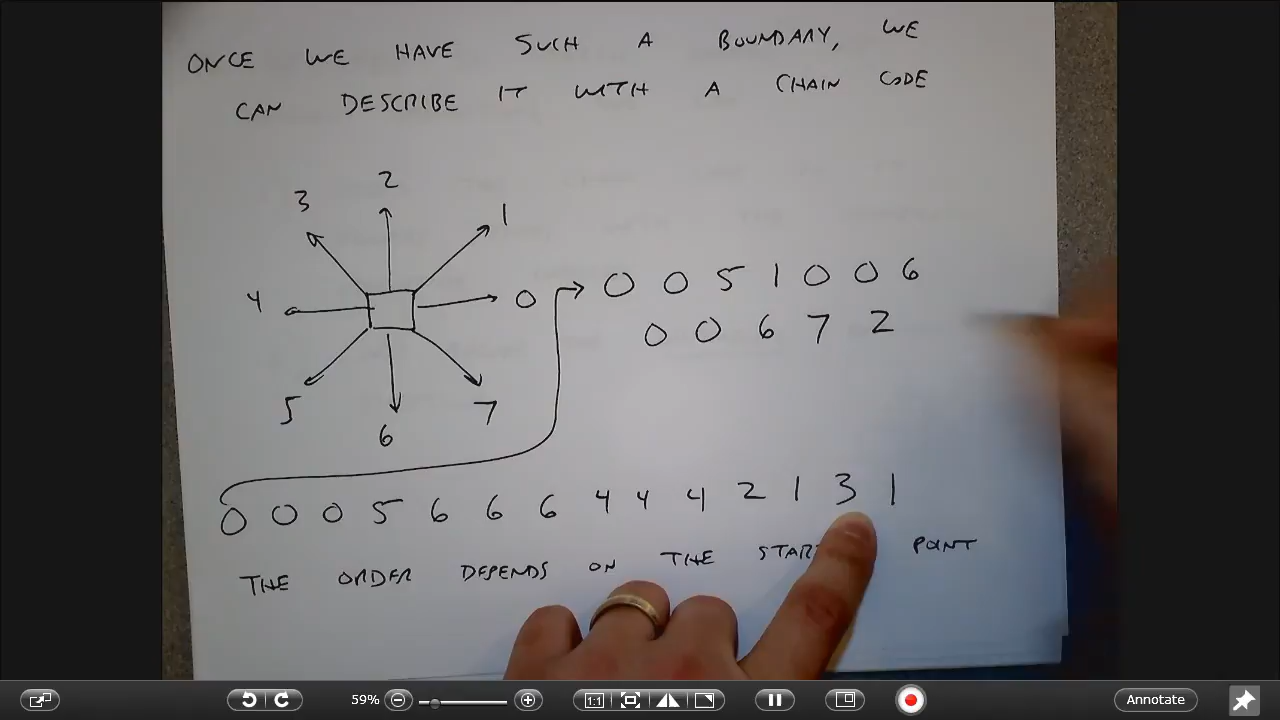 ONCE WE HAVE SUCH A BOUNDARY, WE
CAN DESCRIBE IT WITH A CHAIN CODE
2
3
1
4
0
5
7
6
0 0 5 1 0 0 6
0 0 6 7 2
0 0 0 5 6 6 6 4 4 4 2 1 3 1
THE ORDER DEPENDS ON THE POINT
59%
1:1
Annotate